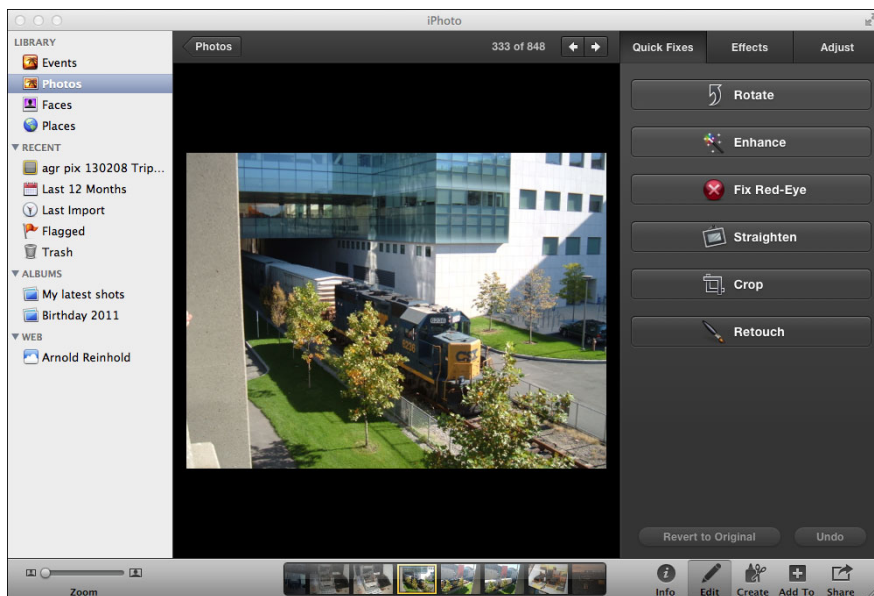 iPhoto
LIBRARY
Events
Photos
Faces
Places
RECENT
agr pix 130208 Trip...
Last 12 Months
Last Import
Flagged
Trash
ALBUMS
My latest shots
Birthday 2011
WEB
Arnold Reinhold
Zoom
Photos
333 of 848
CSX
Quick Fixes
Effects
Adjust
Rotate
Enhance
Fix Red-Eye
Straighten
Crop
Retouch
Revert to Original
Undo
Info
Edit
Create
Add To
Share